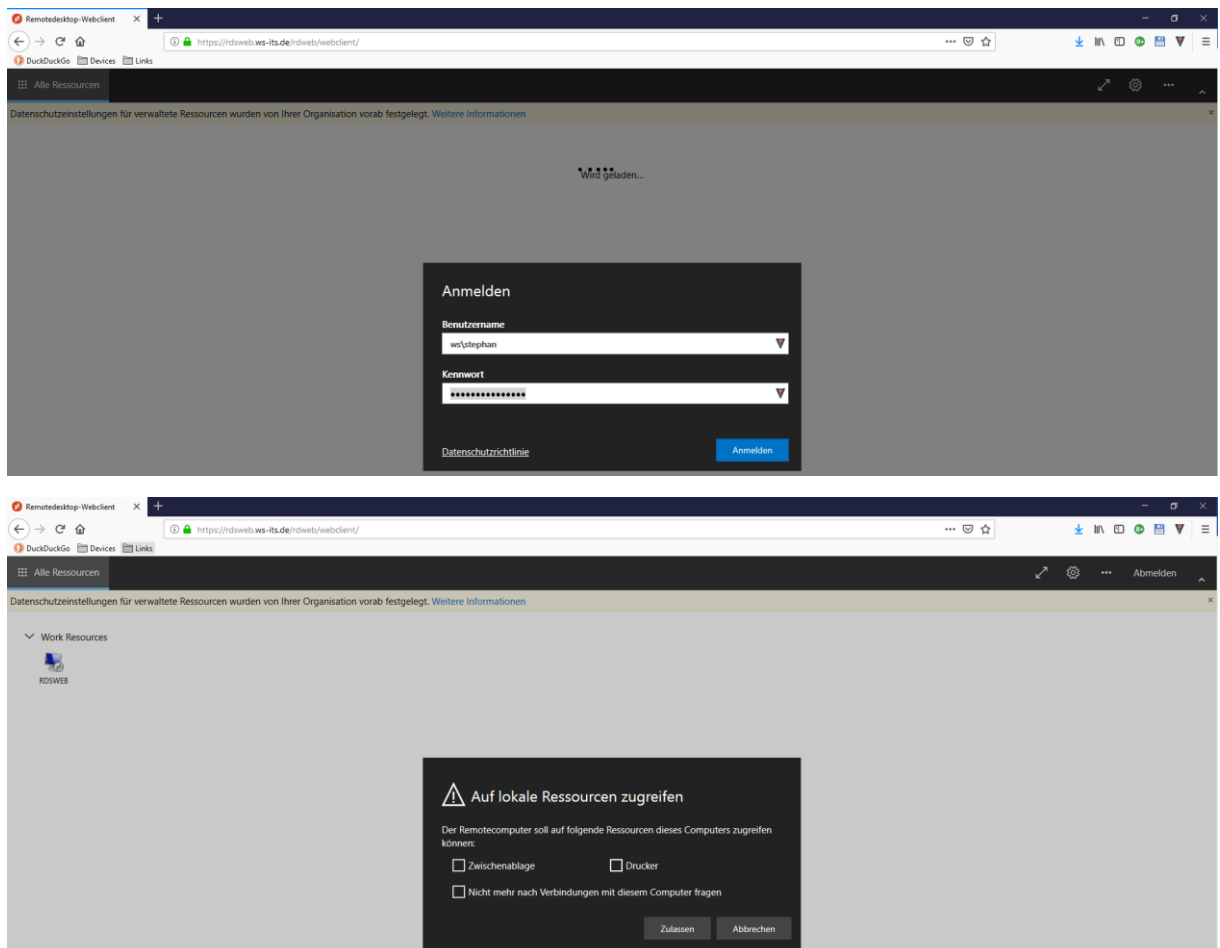 Remotedesktop-Webclient
https://rdsweb.ws-its.de/rdweb/webclient/
DuckDuckGo Devices Links
Alle Ressourcen
Datenschutzeinstellungen für verwaltete Ressourcen wurden von Ihrer Organisation vorab festgelegt. Weitere Informationen
Wird geladen...
Anmelden
Benutzername
ws\stephan
Kennwort
•••••••••••••••
Datenschutzrichtlinie Anmelden
Remotedesktop-Webclient
https://rdsweb.ws-its.de/rdweb/webclient/
DuckDuckGo Devices Links
Alle Ressourcen Abmelden
Datenschutzeinstellungen für verwaltete Ressourcen wurden von Ihrer Organisation vorab festgelegt. Weitere Informationen
Work Resources
RDSWEB
Auf lokale Ressourcen zugreifen
Der Remotecomputer soll auf folgende Ressourcen dieses Computers zugreifen
können:
Zwischenablage Drucker
Nicht mehr nach Verbindungen mit diesem Computer fragen
Zulassen Abbrechen